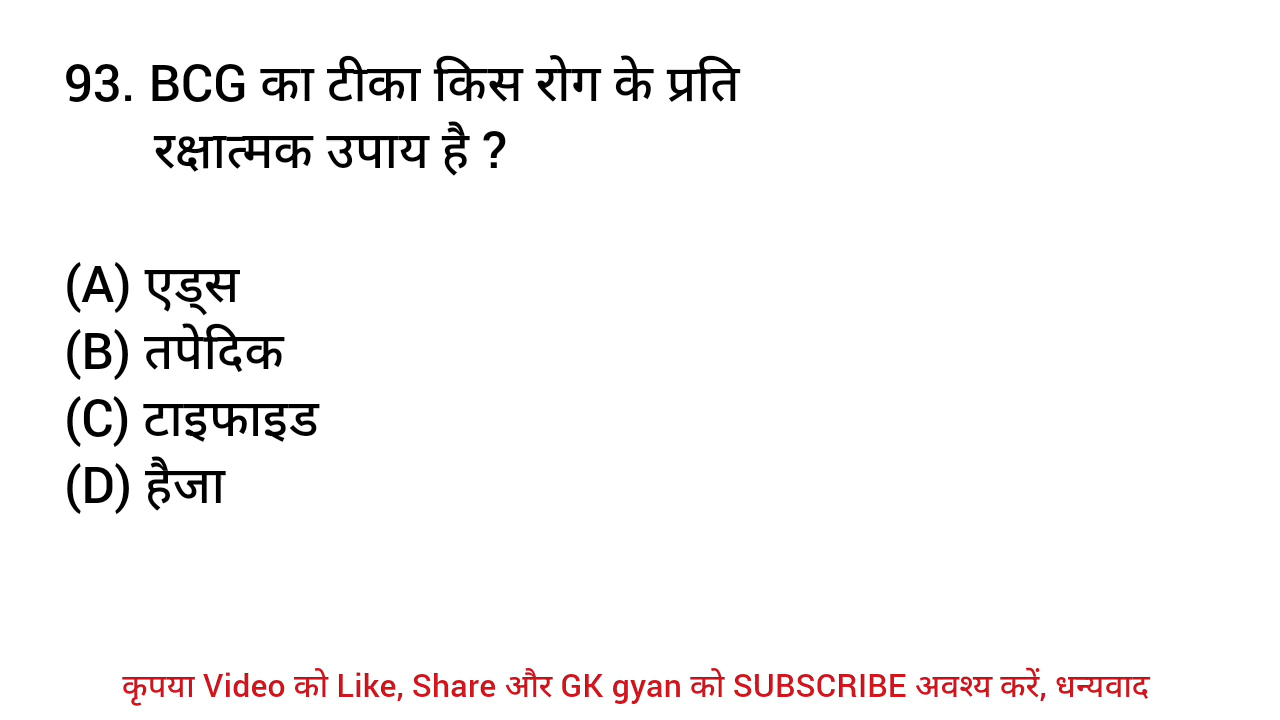 93. BCG का टीका किस रोग के प्रति
रक्षात्मक उपाय है ?
(A) एड्स
(B) तपेदिक
(C) टाइफाइड
(D) हैजा
कृपया Video को Like, Share और GK gyan को SUBSCRIBE अवश्य करें, धन्यवाद